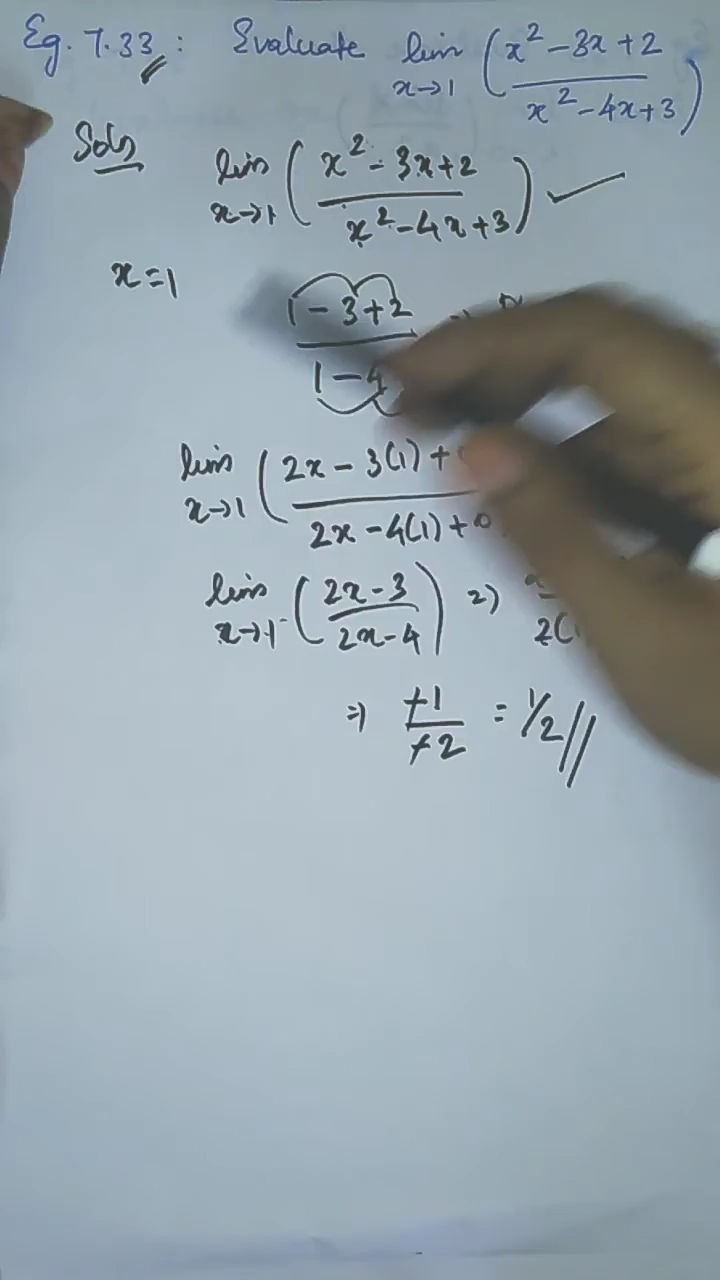 Eg. 7.33 : Evaluate lim x→1 (x² - 3x + 2 / x² - 4x + 3)
Soln
lim x→1 (x² - 3x + 2 / x² - 4x + 3) ✓
x = 1
1 - 3 + 2 / 1 - 4
lim x→1 (2x - 3(1) + / 2x - 4(1) + 0
lim x→1 (2x - 3 / 2x - 4) ⇒ 2(
⇒ +1 / +2 = 1/2 //